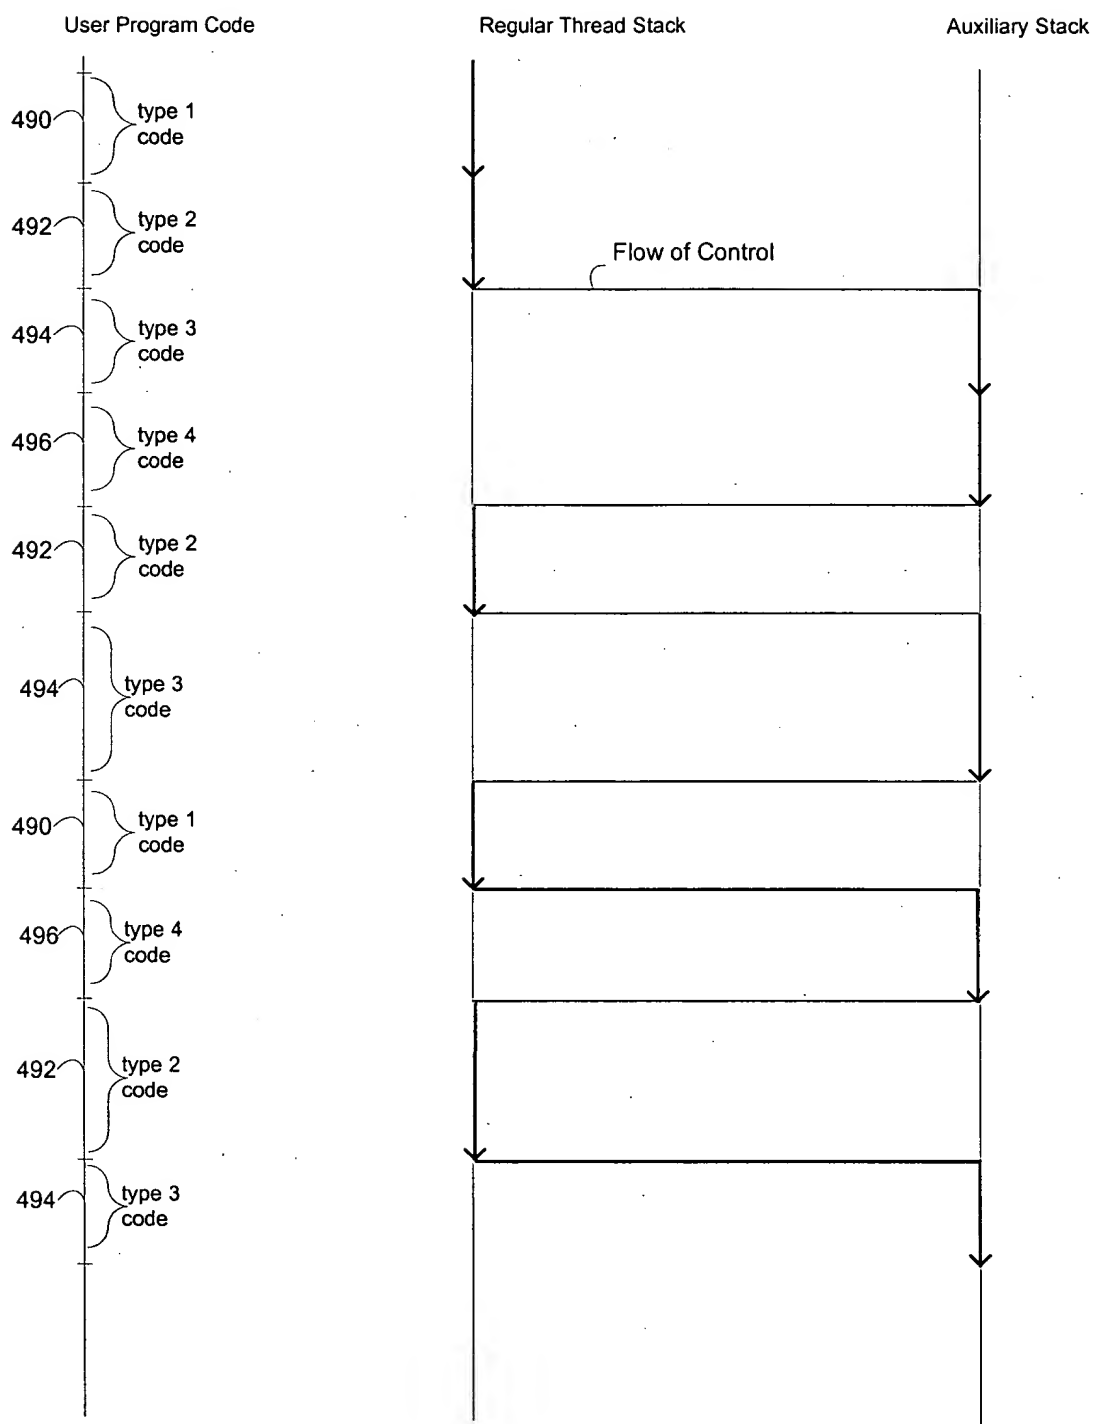 User Program Code
Regular Thread Stack
Auxiliary Stack
490
type 1
code
492
type 2
code
Flow of Control
494
type 3
code
496
type 4
code
492
type 2
code
494
type 3
code
490
type 1
code
496
type 4
code
492
type 2
code
494
type 3
code